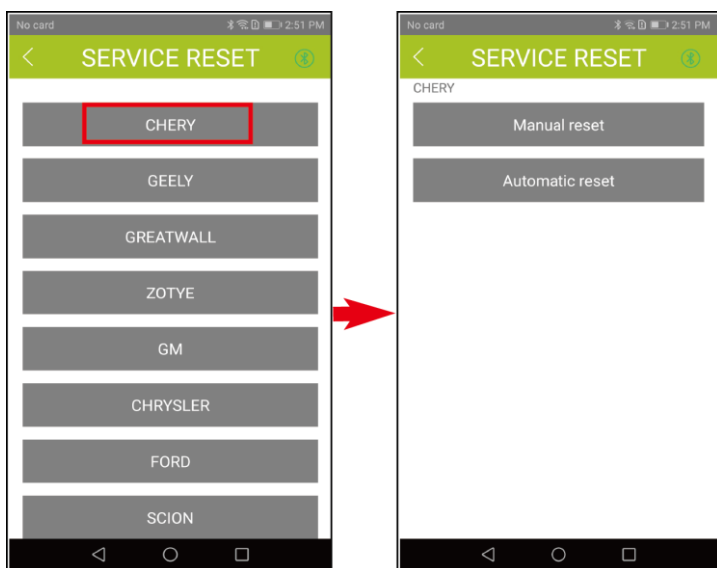 No card 2:51 PM
SERVICE RESET
CHERY
GEELY
GREATWALL
ZOTYE
GM
CHRYSLER
FORD
SCION
No card 2:51 PM
SERVICE RESET
CHERY
Manual reset
Automatic reset